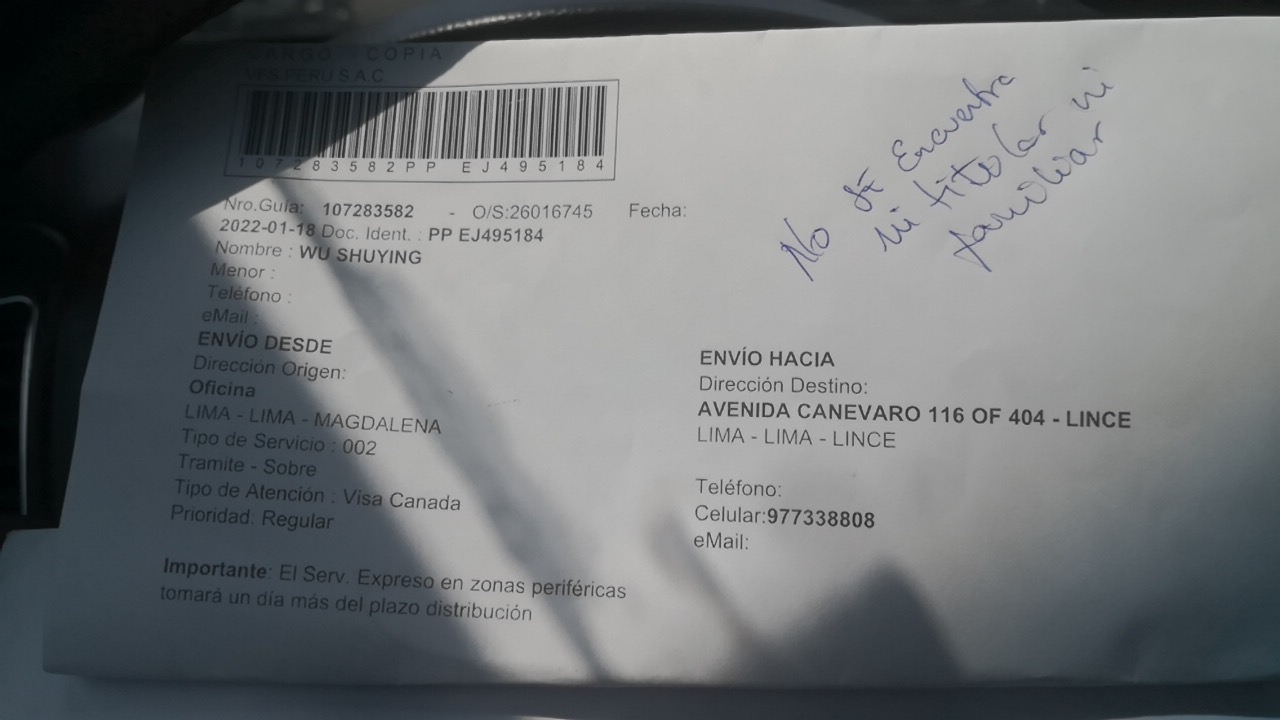 CARGO - COPIA
VFS PERU S.A.C
107283582PP EJ495184
Nro.Guía: 107283582 - O/S:26016745 Fecha:
2022-01-18 Doc. Ident. : PP EJ495184
Nombre : WU SHUYING
Menor :
Teléfono :
eMail :
ENVÍO DESDE
Dirección Origen:
Oficina
LIMA - LIMA - MAGDALENA
Tipo de Servicio : 002
Tramite - Sobre
Tipo de Atención : Visa Canada
Prioridad: Regular
Importante: El Serv. Expreso en zonas periféricas
tomará un día más del plazo distribución
No se Encuentra
ni titular ni
familiar
ENVÍO HACIA
Dirección Destino:
AVENIDA CANEVARO 116 OF 404 - LINCE
LIMA - LIMA - LINCE
Teléfono:
Celular:977338808
eMail: